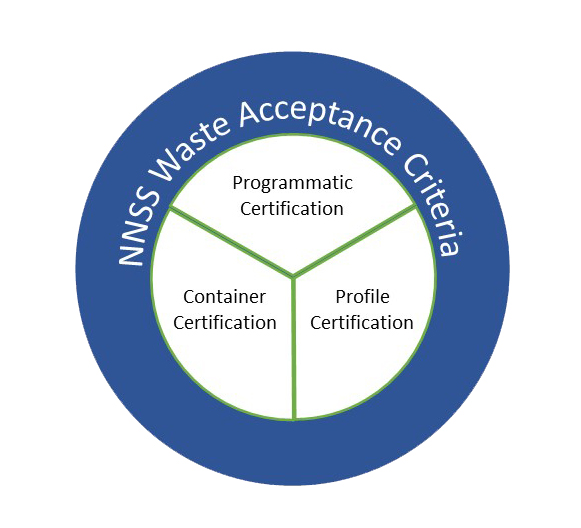 NNSS Waste Acceptance Criteria
Programmatic
Certification
Container
Certification
Profile
Certification